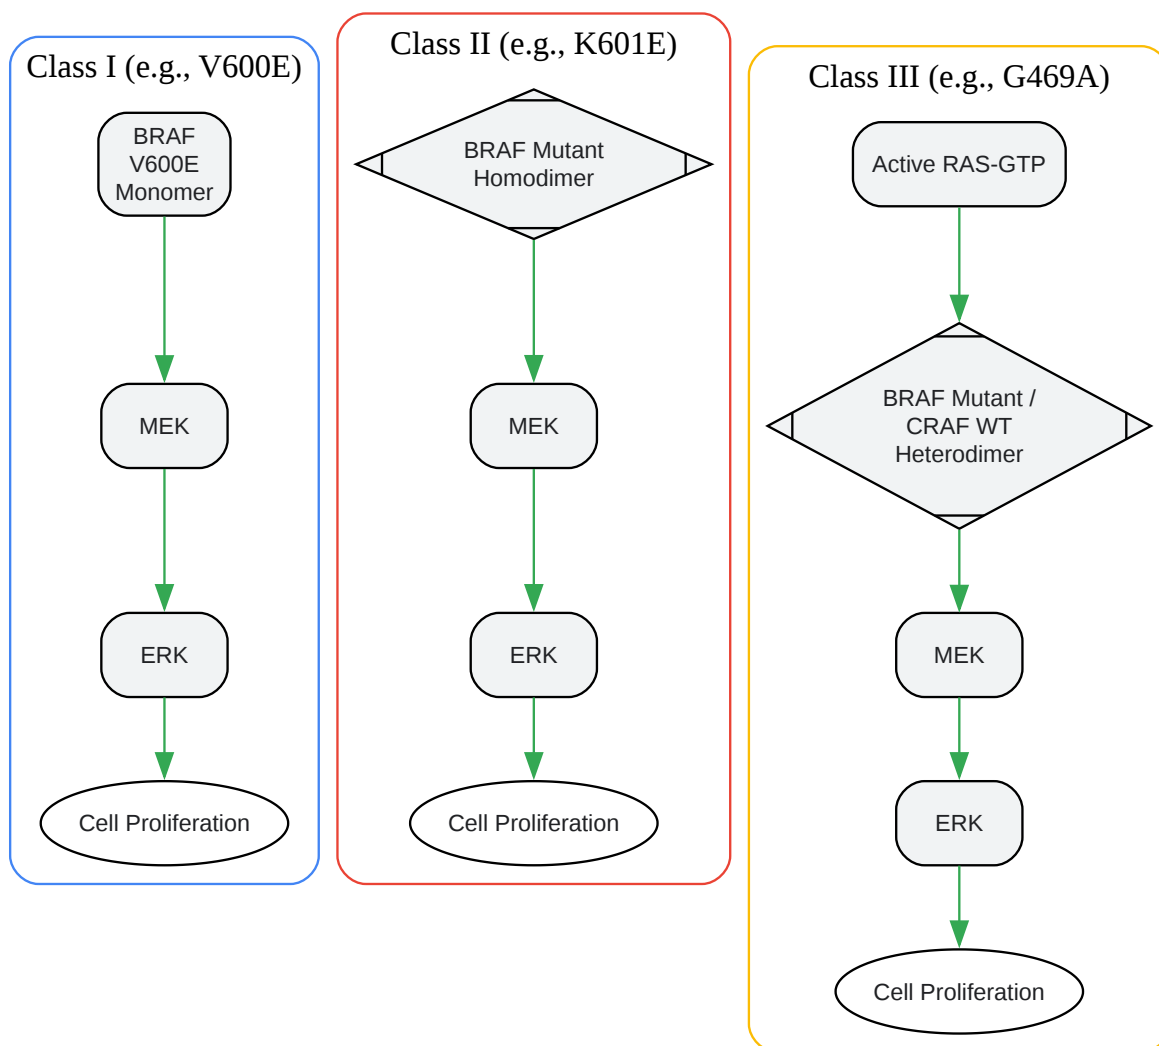 Class I (e.g., V600E)
BRAF
V600E
Monomer
MEK
ERK
Cell Proliferation
Class II (e.g., K601E)
BRAF Mutant
Homodimer
MEK
ERK
Cell Proliferation
Class III (e.g., G469A)
Active RAS-GTP
BRAF Mutant /
CRAF WT
Heterodimer
MEK
ERK
Cell Proliferation